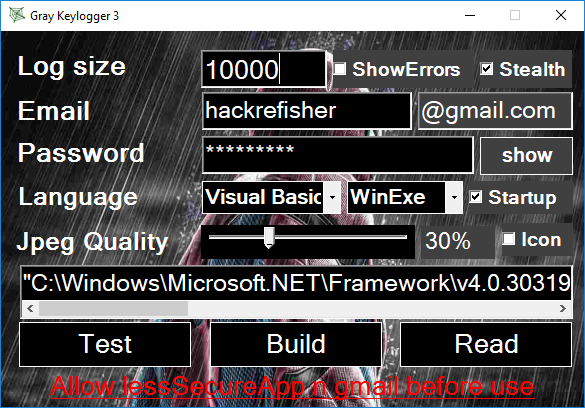 Gray Keylogger 3
Log size 10000 ShowErrors Stealth
Email hackrefisher @gmail.com
Password ********* show
Language Visual Basic WinExe Startup
Jpeg Quality 30% Icon
"C:\Windows\Microsoft.NET\Framework\v4.0.30319
Test Build Read
Allow lessSecureApp n gmail before use